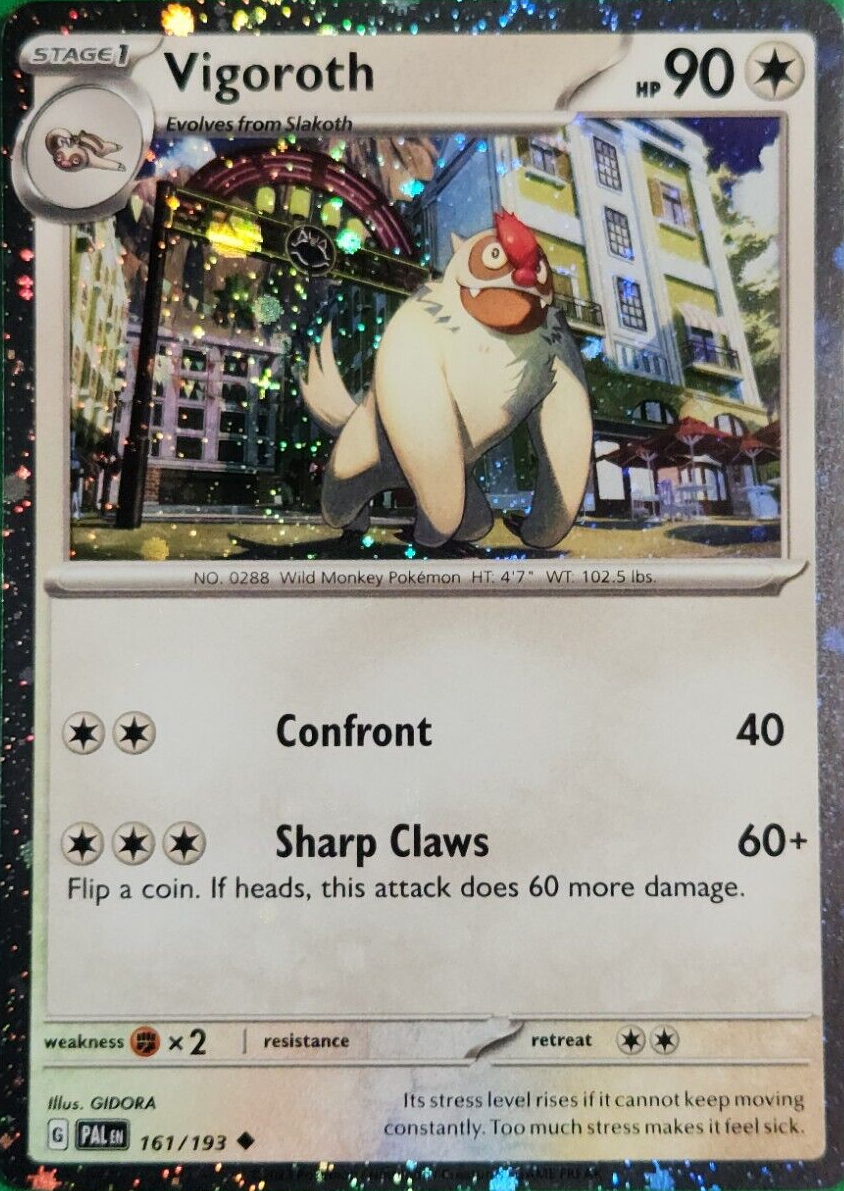 STAGE 1
Vigoroth
HP 90
Evolves from Slakoth
NO. 0288 Wild Monkey Pokémon HT: 4'7" WT: 102.5 lbs.
Confront 40
Sharp Claws 60+
Flip a coin. If heads, this attack does 60 more damage.
weakness ×2 resistance retreat
Illus. GIDORA
Its stress level rises if it cannot keep moving
constantly. Too much stress makes it feel sick.
G PAL EN 161/193